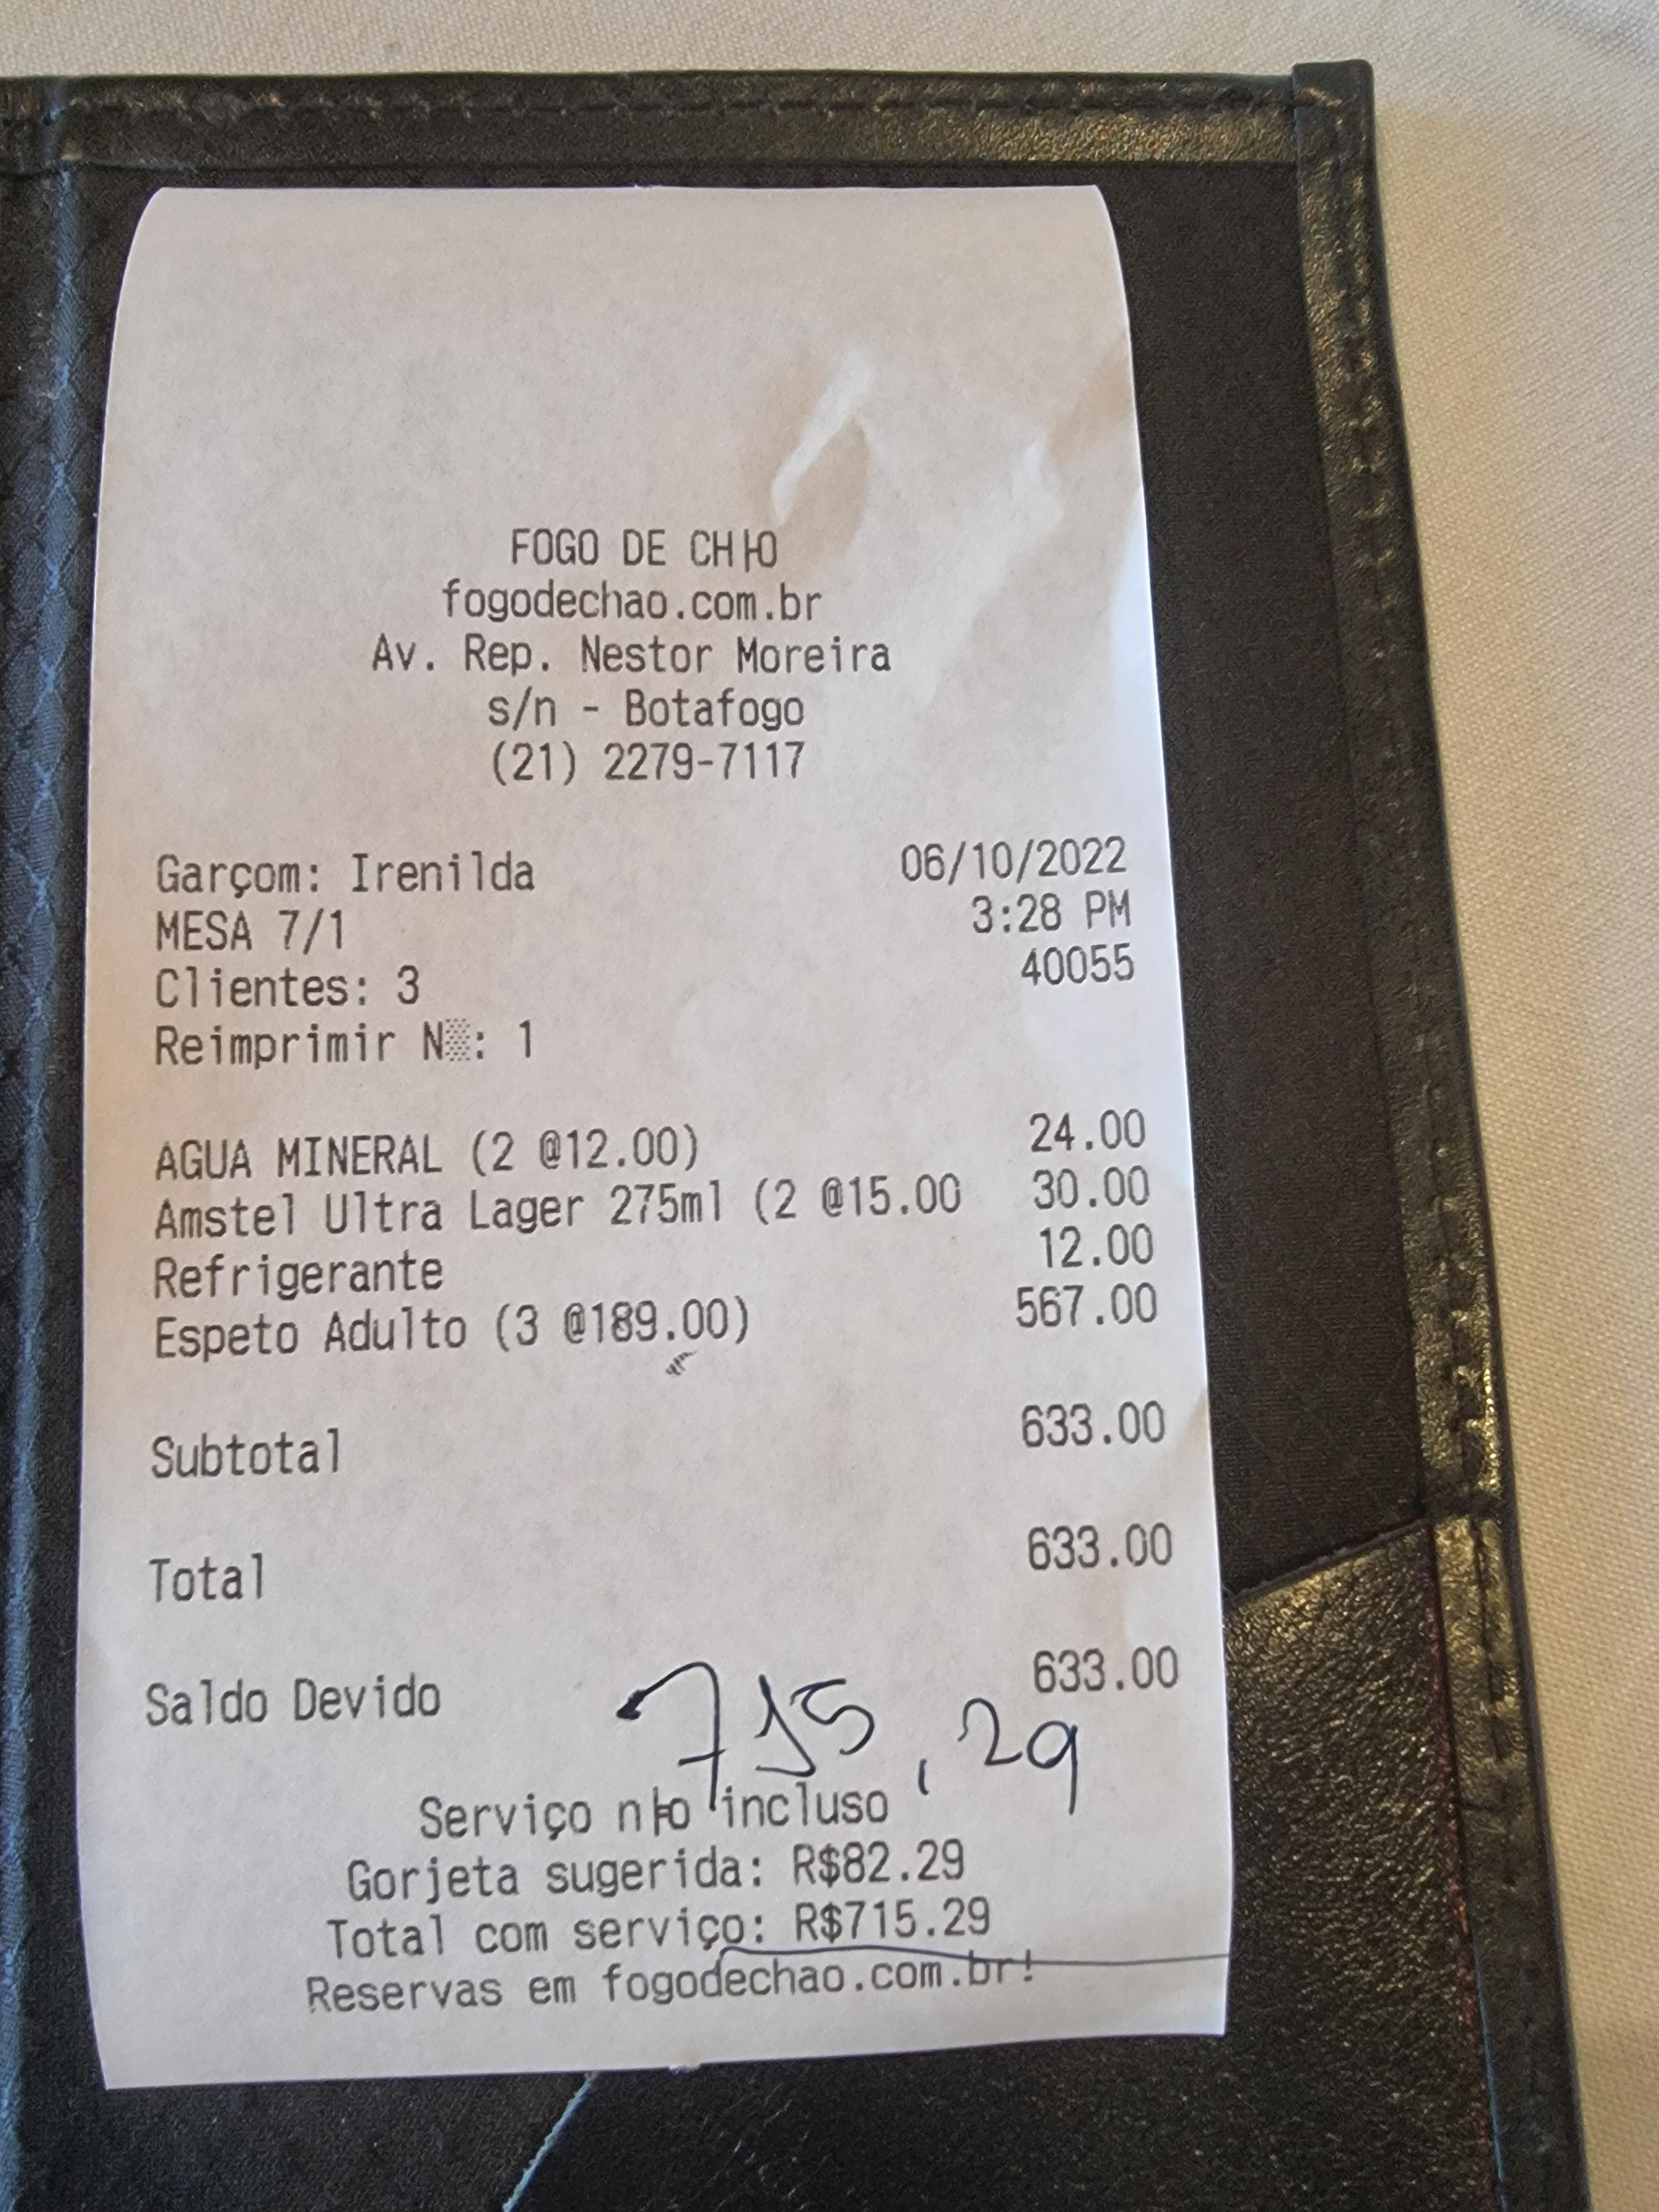 FOGO DE CH├O
fogodechao.com.br
Av. Rep. Nestor Moreira
s/n - Botafogo
(21) 2279-7117
Garçom: Irenilda 06/10/2022
MESA 7/1 3:28 PM
Clientes: 3 40055
Reimprimir N▒: 1
AGUA MINERAL (2 @12.00) 24.00
Amstel Ultra Lager 275ml (2 @15.00 30.00
Refrigerante 12.00
Espeto Adulto (3 @189.00) 567.00
Subtotal 633.00
Total 633.00
Saldo Devido 633.00
715,29
Serviço n├o incluso
Gorjeta sugerida: R$82.29
Total com serviço: R$715.29
Reservas em fogodechao.com.br!